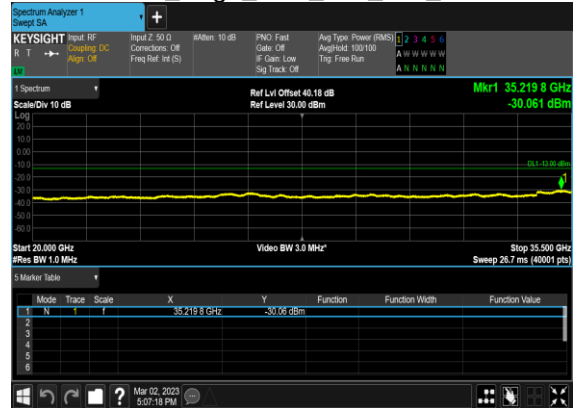 Spectrum Analyzer 1
Swept SA
+
KEYSIGHT Input: RF Input Z: 50 Ω #Atten: 10 dB PNO: Fast Avg Type: Power (RMS) 1 2 3 4 5 6
R T Coupling: DC Corrections: Off Gate: Off Avg|Hold: 100/100 A W W W W W
Align: Off Freq Ref: Int (S) IF Gain: Low Trig: Free Run
Sig Track: Off A N N N N N
1 Spectrum Ref Lvl Offset 40.18 dB Mkr1 35.219 8 GHz
Scale/Div 10 dB Ref Level 30.00 dBm -30.061 dBm
Log
20.0
10.0
0.00
-10.0
DL1 -13.00 dBm
-20.0
1
-30.0
-40.0
-50.0
-60.0
Start 20.000 GHz Video BW 3.0 MHz* Stop 35.500 GHz
#Res BW 1.0 MHz Sweep 26.7 ms (40001 pts)
5 Marker Table
Mode Trace Scale X Y Function Function Width Function Value
1 N 1 f 35.219 8 GHz -30.06 dBm
2
3
4
5
6
? Mar 02, 2023
5:07:18 PM